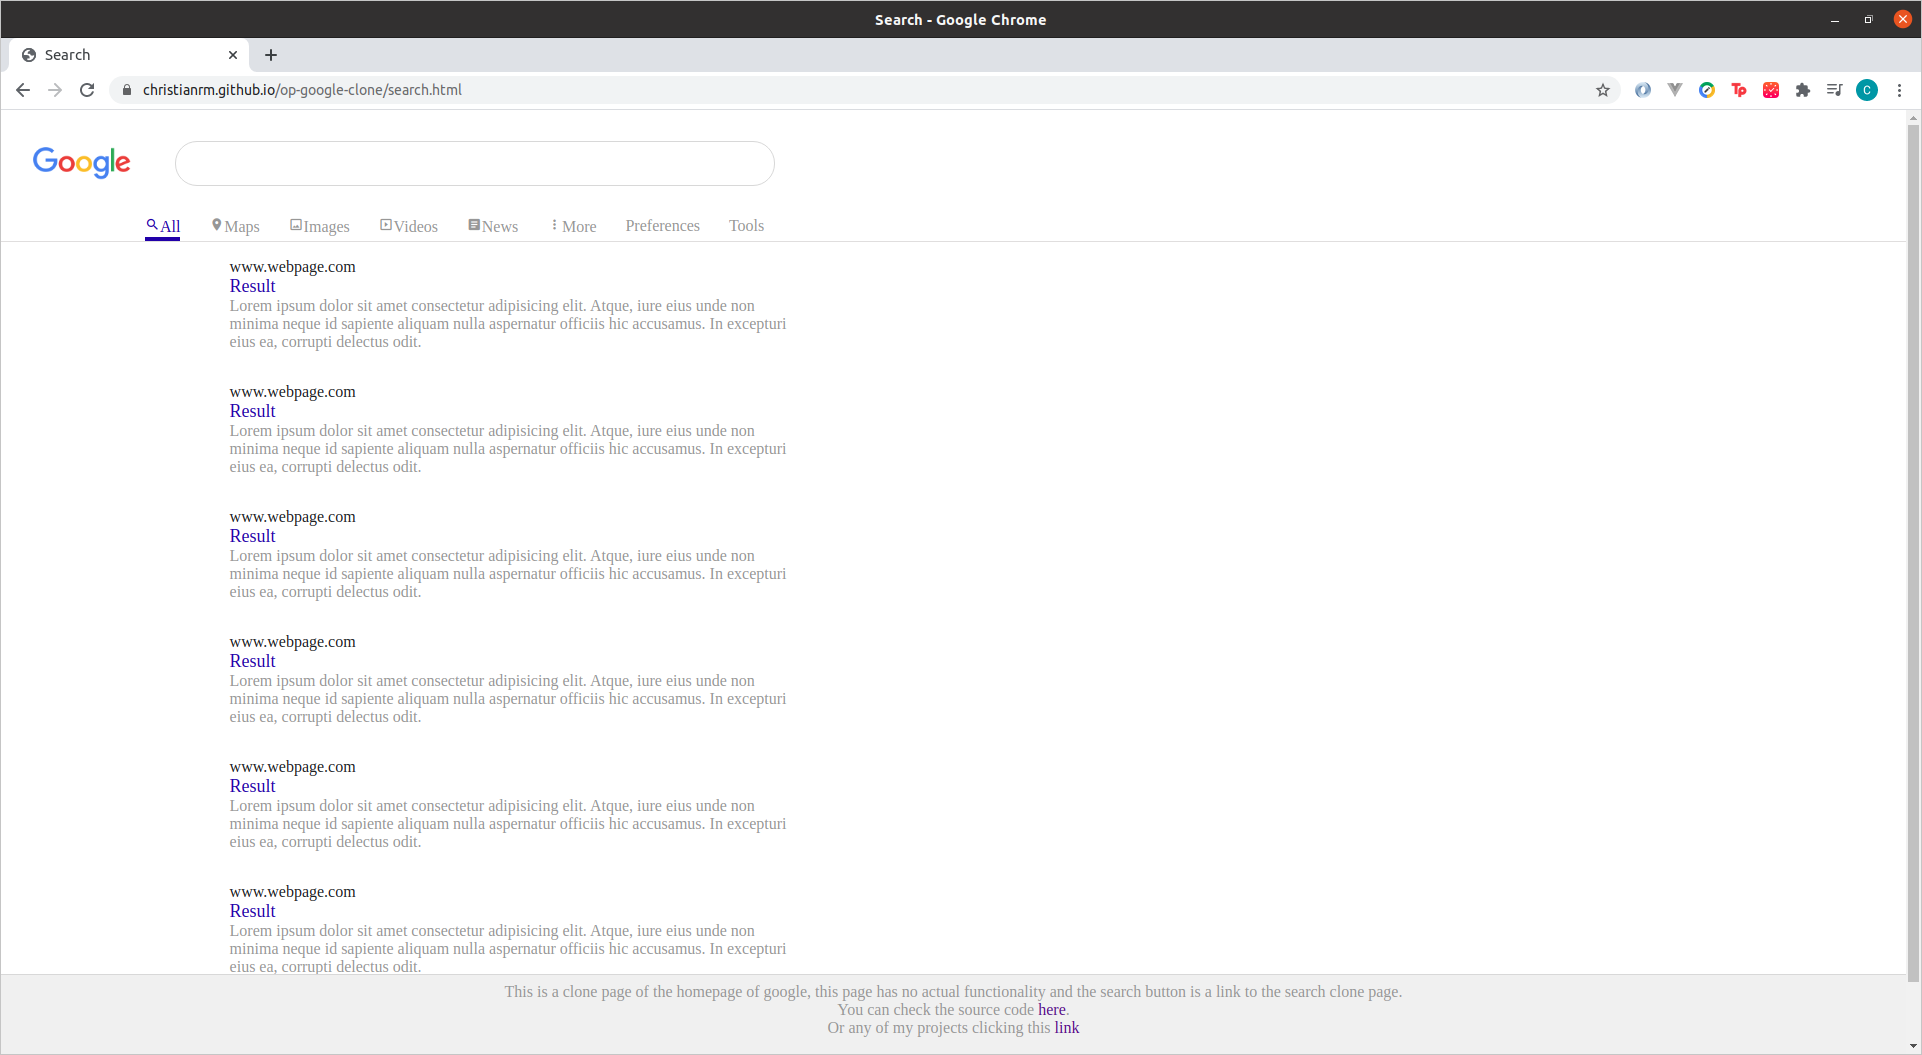 Search - Google Chrome
Search
christianrm.github.io/op-google-clone/search.html
Tp
C
Google
All Maps Images Videos News More Preferences Tools
www.webpage.com
Result
Lorem ipsum dolor sit amet consectetur adipisicing elit. Atque, iure eius unde non
minima neque id sapiente aliquam nulla aspernatur officiis hic accusamus. In excepturi
eius ea, corrupti delectus odit.
www.webpage.com
Result
Lorem ipsum dolor sit amet consectetur adipisicing elit. Atque, iure eius unde non
minima neque id sapiente aliquam nulla aspernatur officiis hic accusamus. In excepturi
eius ea, corrupti delectus odit.
www.webpage.com
Result
Lorem ipsum dolor sit amet consectetur adipisicing elit. Atque, iure eius unde non
minima neque id sapiente aliquam nulla aspernatur officiis hic accusamus. In excepturi
eius ea, corrupti delectus odit.
www.webpage.com
Result
Lorem ipsum dolor sit amet consectetur adipisicing elit. Atque, iure eius unde non
minima neque id sapiente aliquam nulla aspernatur officiis hic accusamus. In excepturi
eius ea, corrupti delectus odit.
www.webpage.com
Result
Lorem ipsum dolor sit amet consectetur adipisicing elit. Atque, iure eius unde non
minima neque id sapiente aliquam nulla aspernatur officiis hic accusamus. In excepturi
eius ea, corrupti delectus odit.
www.webpage.com
Result
Lorem ipsum dolor sit amet consectetur adipisicing elit. Atque, iure eius unde non
minima neque id sapiente aliquam nulla aspernatur officiis hic accusamus. In excepturi
eius ea, corrupti delectus odit.
This is a clone page of the homepage of google, this page has no actual functionality and the search button is a link to the search clone page.
You can check the source code here.
Or any of my projects clicking this link